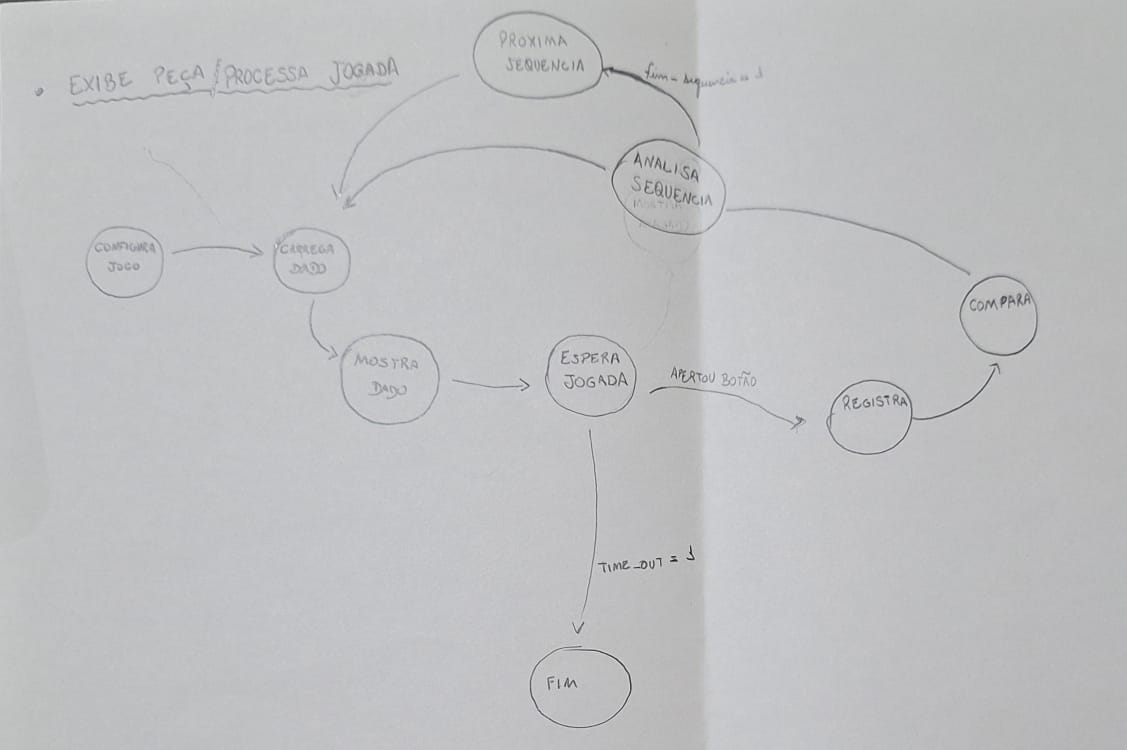 • EXIBE PEÇA / PROCESSA JOGADA
PROXIMA
SEQUENCIA
fim-sequencia = 1
ANALISA
SEQUENCIA
CONFIGURA
JOGO
CARREGA
DADO
COMPARA
MOSTRA
DADO
ESPERA
JOGADA
APERTOU BOTÃO
REGISTRA
TIME_OUT = 1
FIM